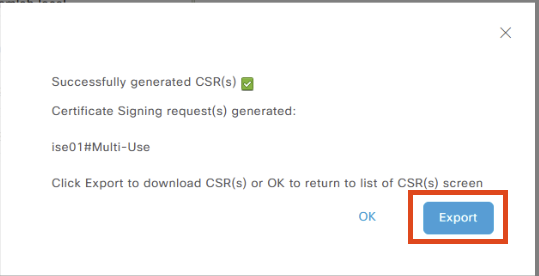 Successfully generated CSR(s) ✅
Certificate Signing request(s) generated:
ise01#Multi-Use
Click Export to download CSR(s) or OK to return to list of CSR(s) screen
OK
Export